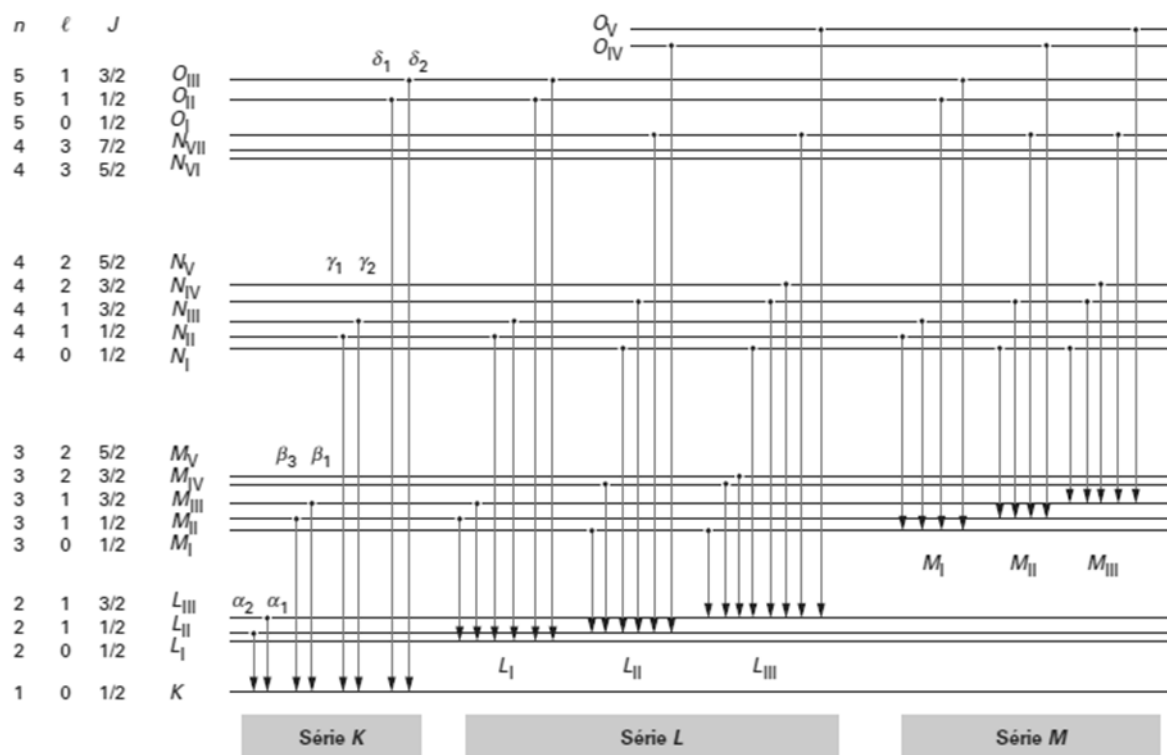 n ℓ J
O_V
O_IV
δ₁ δ₂
5 1 3/2 O_III
5 1 1/2 O_II
5 0 1/2 O_I
4 3 7/2 N_VII
4 3 5/2 N_VI
4 2 5/2 N_V γ₁ γ₂
4 2 3/2 N_IV
4 1 3/2 N_III
4 1 1/2 N_II
4 0 1/2 N_I
3 2 5/2 M_V β₃ β₁
3 2 3/2 M_IV
3 1 3/2 M_III
3 1 1/2 M_II
3 0 1/2 M_I
M_I M_II M_III
2 1 3/2 L_III α₂ α₁
2 1 1/2 L_II
2 0 1/2 L_I
L_I L_II L_III
1 0 1/2 K
Série K Série L Série M